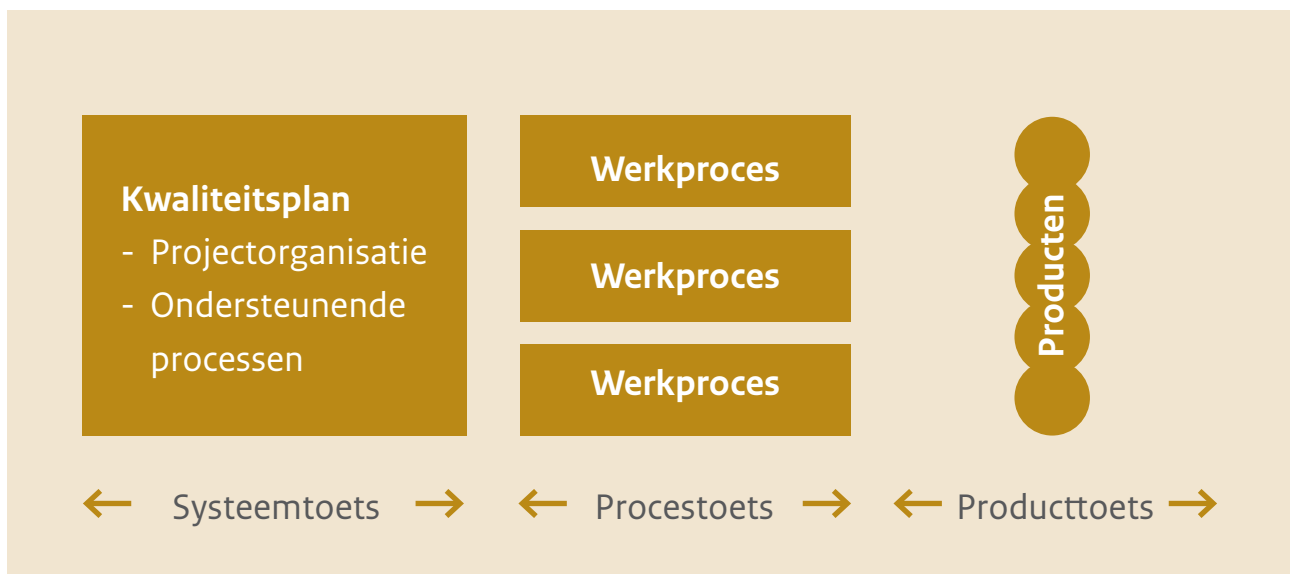 Kwaliteitsplan
- Projectorganisatie
- Ondersteunende
processen
Werkproces
Werkproces
Werkproces
Producten
Systeemtoets
Procestoets
Producttoets